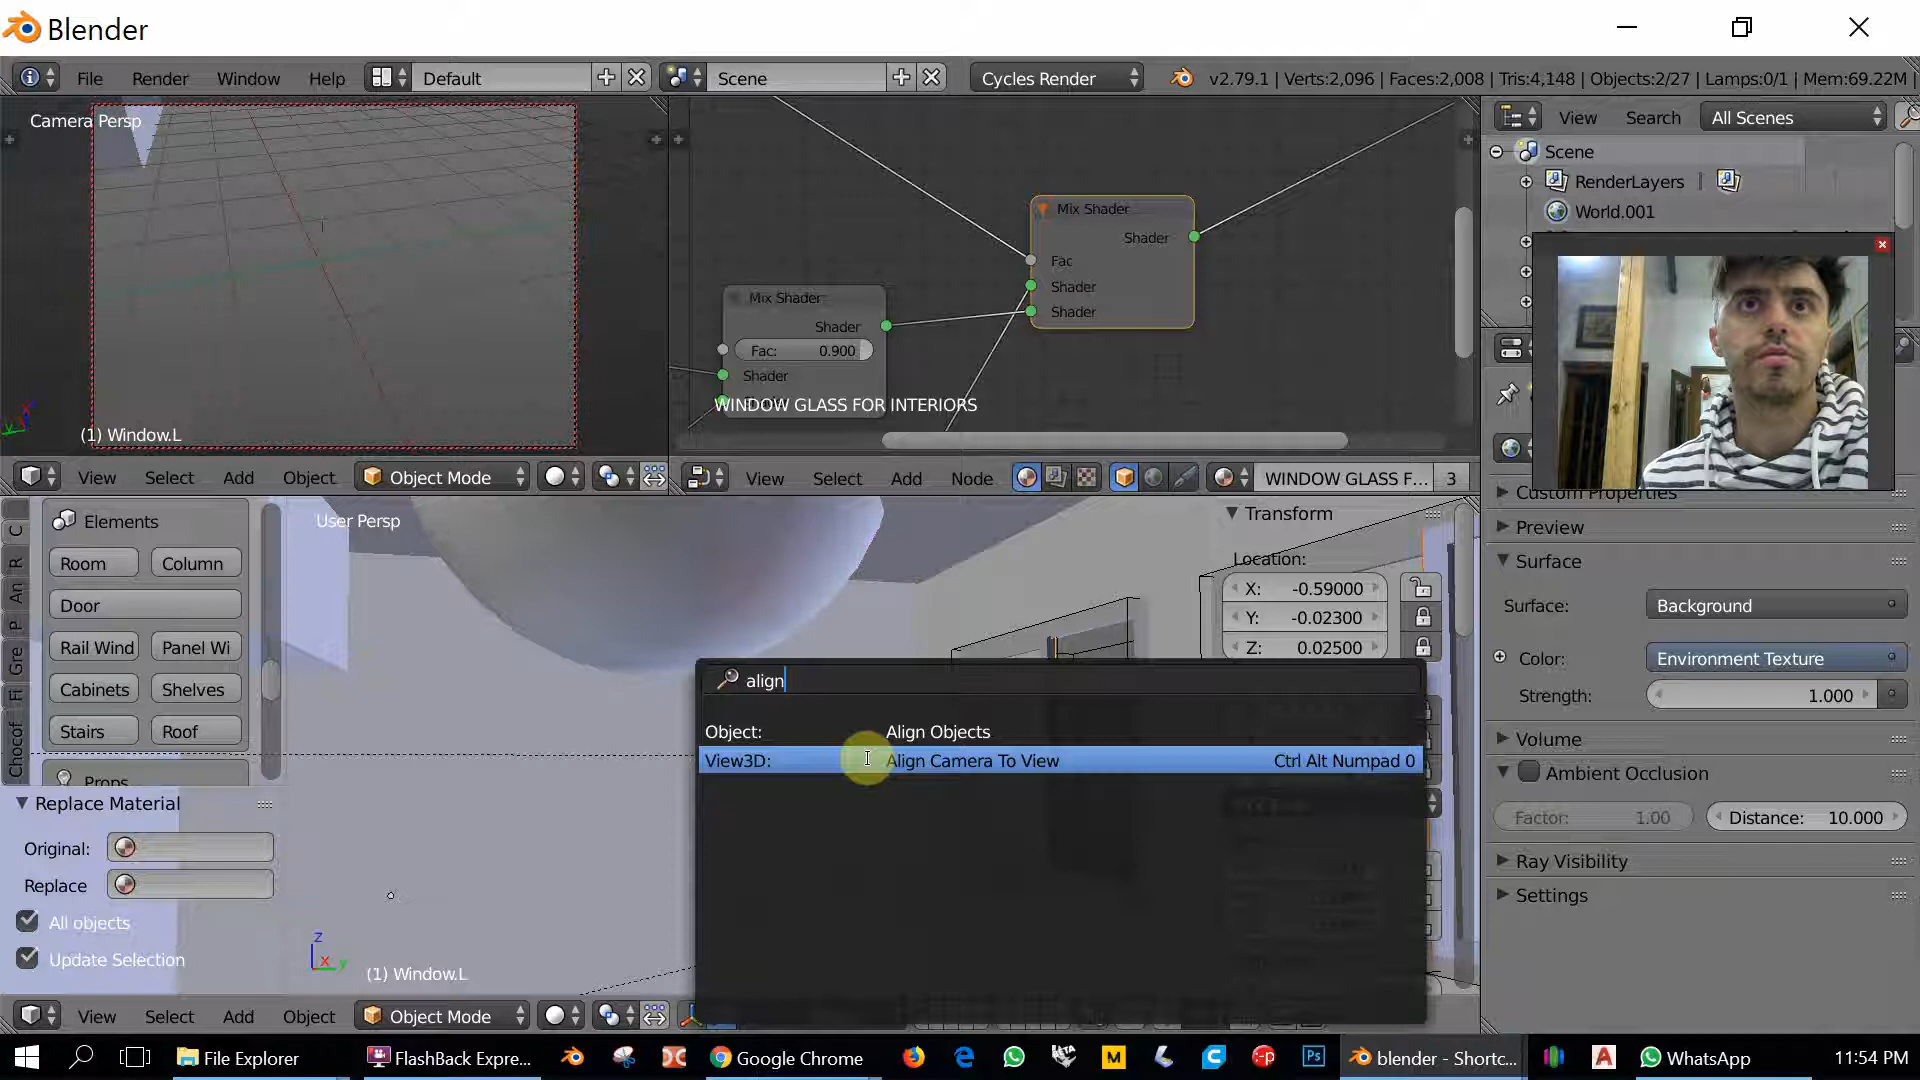 Blender
File Render Window Help Default Scene Cycles Render v2.79.1 | Verts:2,096 | Faces:2,008 | Tris:4,148 | Objects:2/27 | Lamps:0/1 | Mem:69.22M
Camera Persp
(1) Window.L
View Select Add Object Object Mode
Mix Shader
Shader
Fac
Shader
Shader
Mix Shader
Shader
Fac: 0.900
Shader
WINDOW GLASS FOR INTERIORS
View Select Add Node WINDOW GLASS F... 3
View Search All Scenes
Scene
RenderLayers
World.001
Custom Properties
Preview
Surface
Surface: Background
Color: Environment Texture
Strength: 1.000
Volume
Ambient Occlusion
Factor: 1.00 Distance: 10.000
Ray Visibility
Settings
C
R
An
P
Gre
Fi
Chocof
Elements
Room Column
Door
Rail Wind Panel Wi
Cabinets Shelves
Stairs Roof
Props
Replace Material
Original:
Replace
All objects
Update Selection
User Persp
z
x
y
(1) Window.L
Transform
Location:
X: -0.59000
Y: -0.02300
Z: 0.02500
align
Object: Align Objects
View3D: Align Camera To View Ctrl Alt Numpad 0
View Select Add Object Object Mode
File Explorer FlashBack Expre... Google Chrome M Ps blender - Shortc... A WhatsApp 11:54 PM